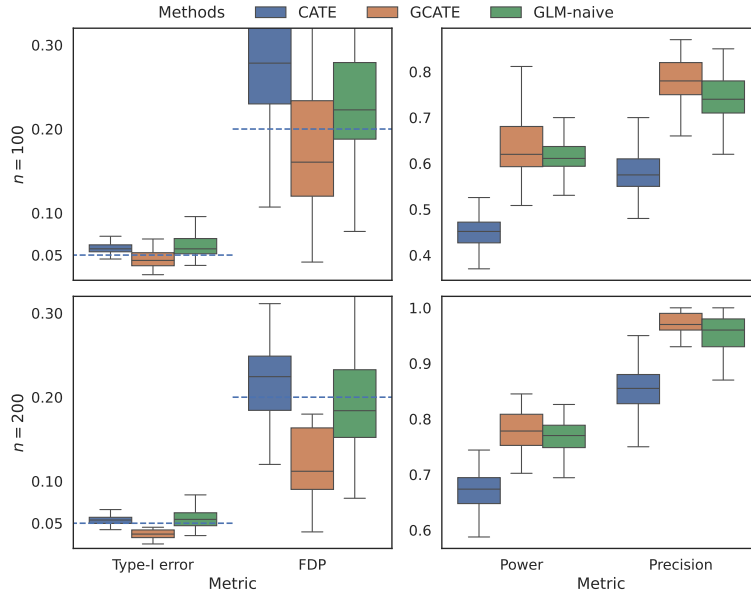 Methods CATE GCATE GLM-naive
n = 100
0.30
0.20
0.10
0.05
0.8
0.7
0.6
0.5
0.4
n = 200
0.30
0.20
0.10
0.05
1.0
0.9
0.8
0.7
0.6
Type-I error FDP
Metric
Power Precision
Metric